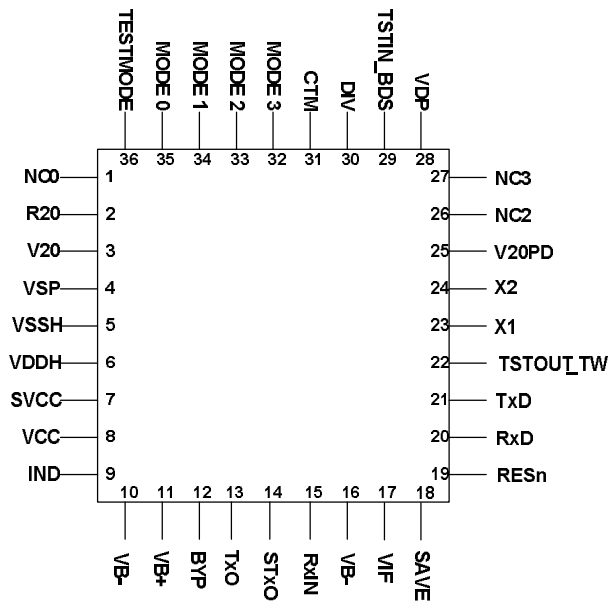 TESTMODE
MODE 0
MODE 1
MODE 2
MODE 3
CTM
DIV
TSTIN_BDS
VDP
36 35 34 33 32 31 30 29 28
NC0 1 27 NC3
R20 2 26 NC2
V20 3 25 V20PD
VSP 4 24 X2
VSSH 5 23 X1
VDDH 6 22 TSTOUT_TW
SVCC 7 21 TxD
VCC 8 20 RxD
IND 9 19 RESn
10 11 12 13 14 15 16 17 18
VB-
VB+
BYP
TxO
STxO
RxIN
VB-
VIF
SAVE